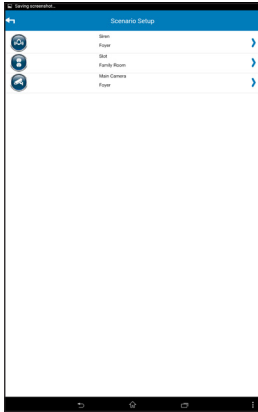 Saving screenshot...
Scenario Setup
Siren
Foyer
Slot
Family Room
Main Camera
Foyer